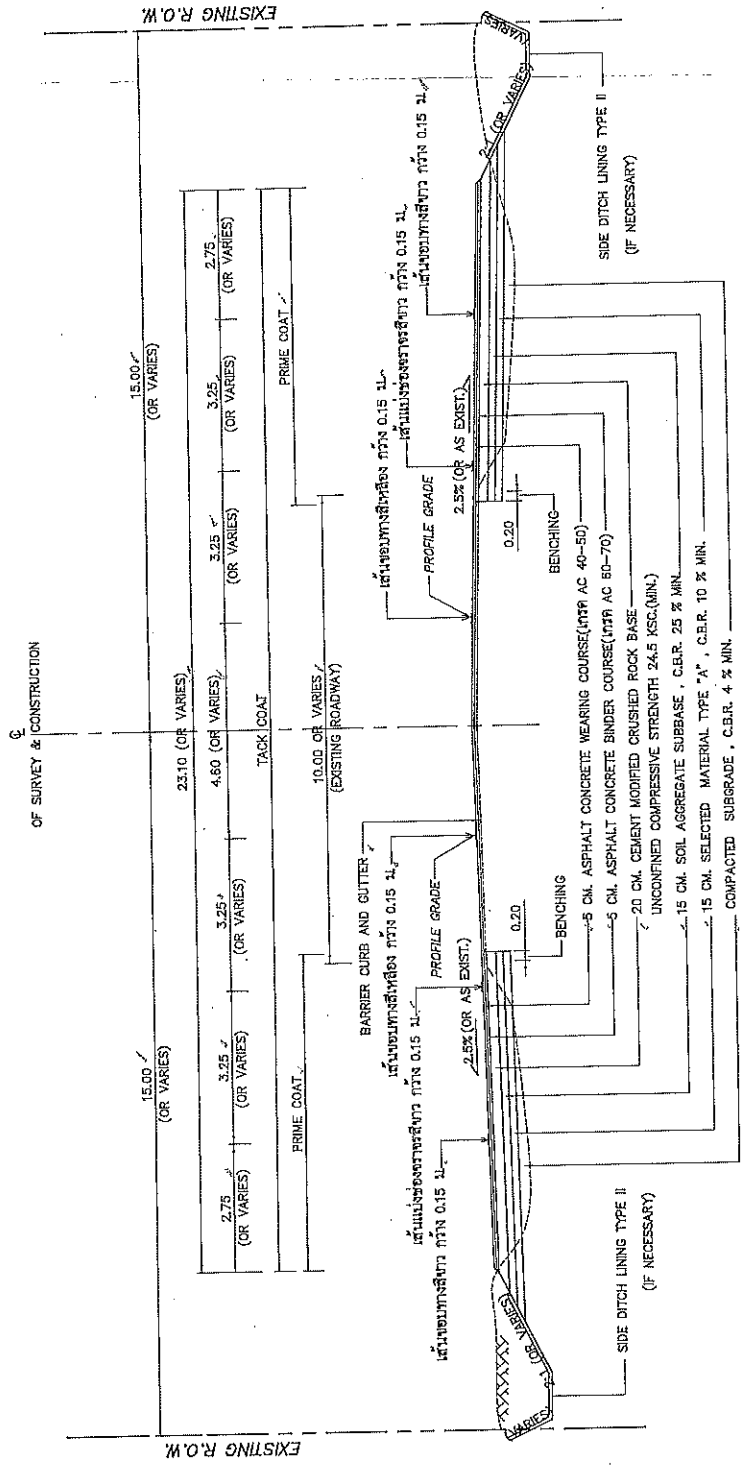 ℄
OF SURVEY & CONSTRUCTION
EXISTING R.O.W.
EXISTING R.O.W.
15.00
(OR VARIES)
15.00
(OR VARIES)
23.10 (OR VARIES)
2.75
(OR VARIES)
3.25
(OR VARIES)
3.25
(OR VARIES)
4.60 (OR VARIES)
3.25
(OR VARIES)
3.25
(OR VARIES)
2.75
(OR VARIES)
TACK COAT
PRIME COAT
PRIME COAT
10.00 OR VARIES
(EXISTING ROADWAY)
BARRIER CURB AND GUTTER
เส้นขอบทางสีเหลือง กว้าง 0.15 ม.
เส้นแบ่งช่องจราจรสีขาว กว้าง 0.15 ม.
เส้นขอบทางสีขาว กว้าง 0.15 ม.
PROFILE GRADE
2.5% (OR AS EXIST.)
เส้นขอบทางสีเหลือง กว้าง 0.15 ม.
เส้นแบ่งช่องจราจรสีขาว กว้าง 0.15 ม.
เส้นขอบทางสีขาว กว้าง 0.15 ม.
PROFILE GRADE
2.5% (OR AS EXIST.)
(VARIES)
2:1 (OR VARIES)
2:1 (OR VARIES)
(VARIES)
0.20
BENCHING
0.20
BENCHING
5 CM. ASPHALT CONCRETE WEARING COURSE(เกรด AC 40-50)
5 CM. ASPHALT CONCRETE BINDER COURSE(เกรด AC 60-70)
20 CM. CEMENT MODIFIED CRUSHED ROCK BASE
UNCONFINED COMPRESSIVE STRENGTH 24.5 KSC.(MIN.)
15 CM. SOIL AGGREGATE SUBBASE , C.B.R. 25 % MIN.
15 CM. SELECTED MATERIAL TYPE "A" , C.B.R. 10 % MIN.
COMPACTED SUBGRADE , C.B.R. 4 % MIN.
SIDE DITCH LINING TYPE II
(IF NECESSARY)
SIDE DITCH LINING TYPE II
(IF NECESSARY)